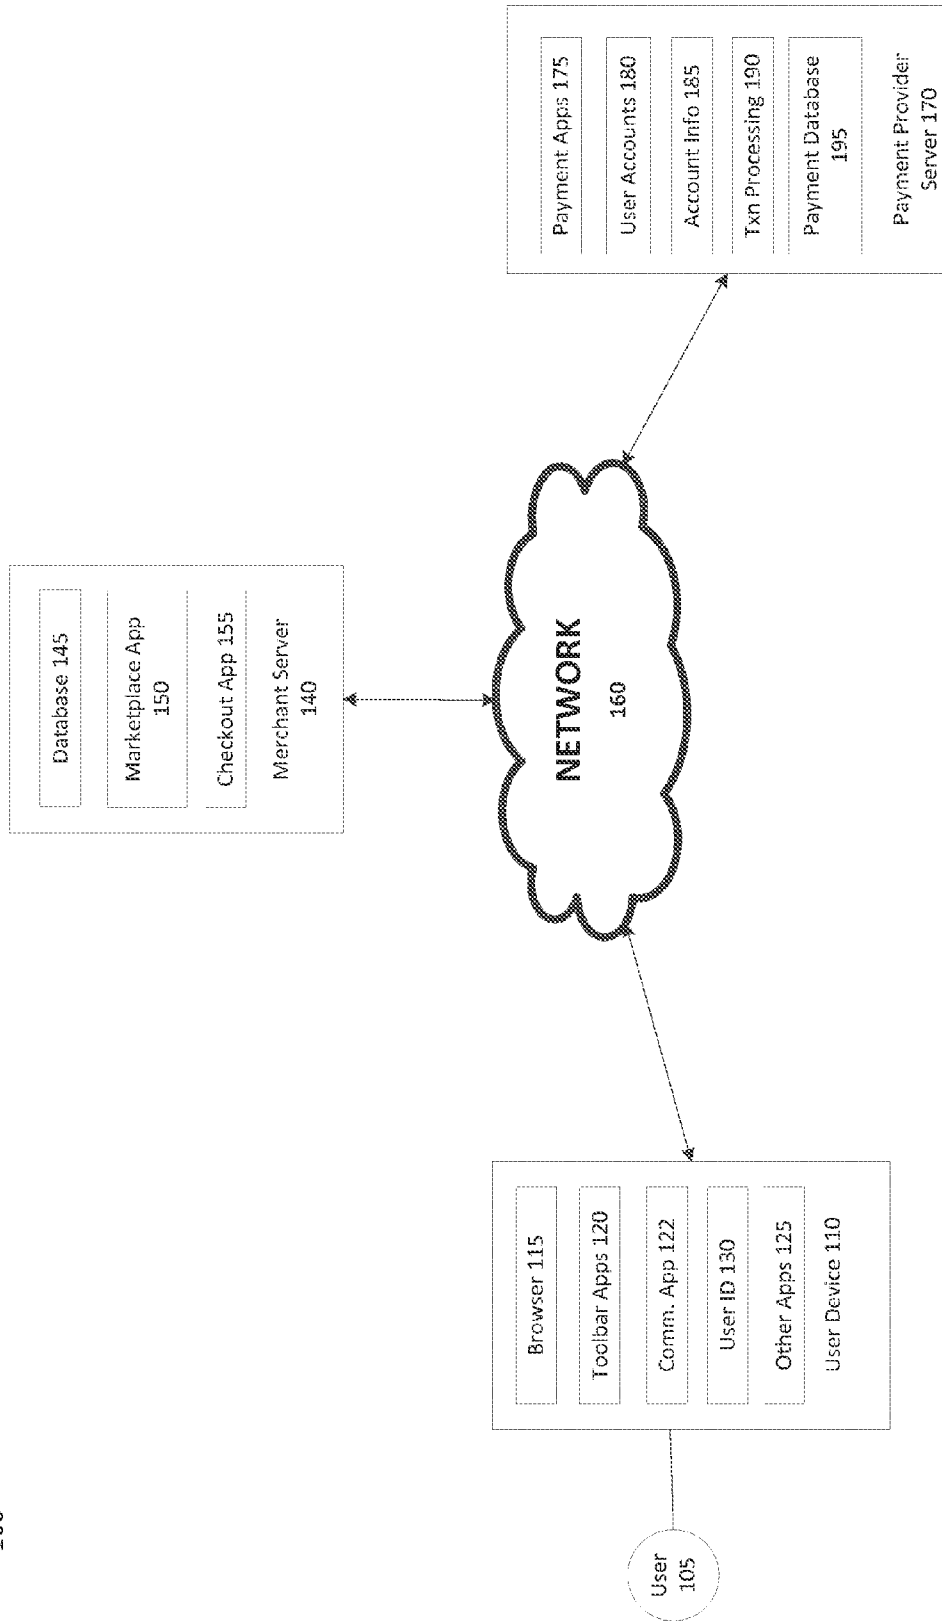 Database 145
Marketplace App
150
Checkout App 155
Merchant Server
140
NETWORK
160
User
105
Browser 115
Toolbar Apps 120
Comm. App 122
User ID 130
Other Apps 125
User Device 110
Payment Apps 175
User Accounts 180
Account Info 185
Txn Processing 190
Payment Database
195
Payment Provider
Server 170